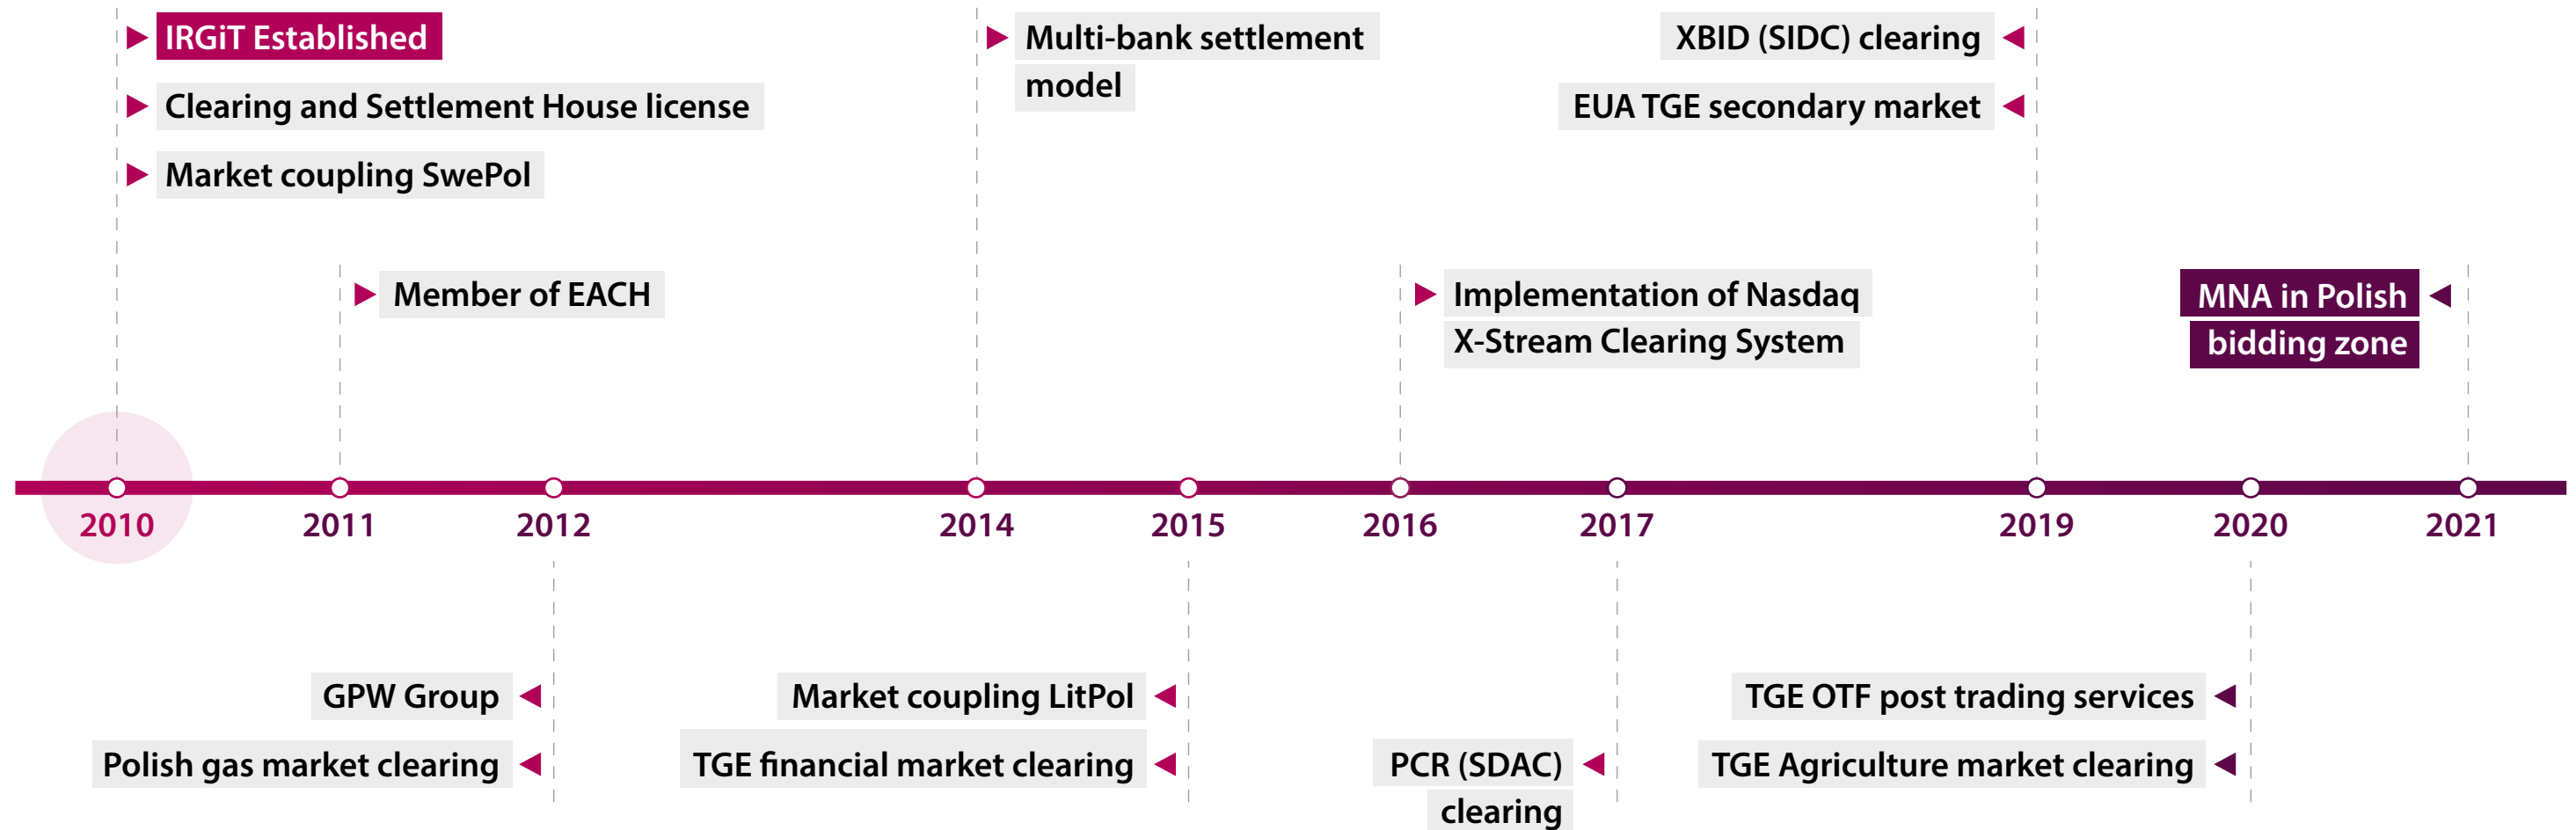 IRGiT Established
Clearing and Settlement House license
Market coupling SwePol
Multi-bank settlement
model
XBID (SIDC) clearing
EUA TGE secondary market
Member of EACH
Implementation of Nasdaq
X-Stream Clearing System
MNA in Polish
bidding zone
2010 2011 2012 2014 2015 2016 2017 2019 2020 2021
GPW Group
Polish gas market clearing
Market coupling LitPol
TGE financial market clearing
PCR (SDAC)
clearing
TGE OTF post trading services
TGE Agriculture market clearing